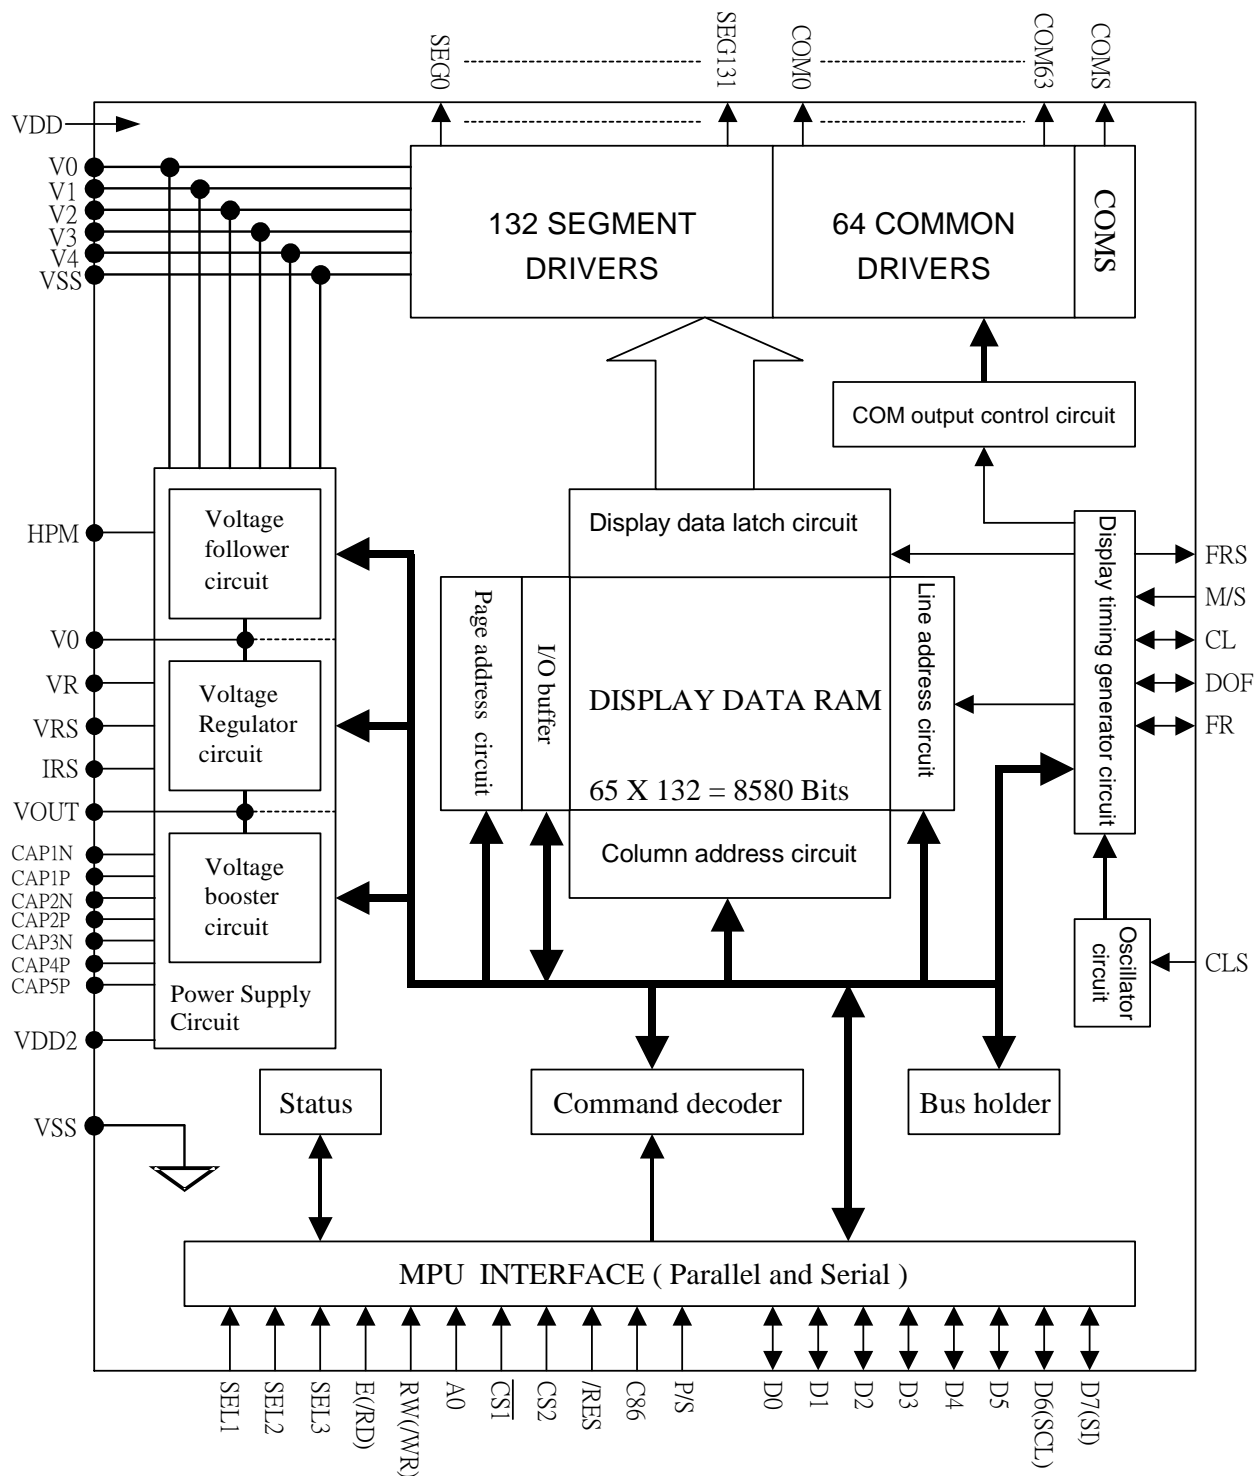 SEG0
SEG131
COM0
COM63
COMS
VDD
V0
V1
V2
V3
V4
VSS
132 SEGMENT
DRIVERS
64 COMMON
DRIVERS
COMS
COM output control circuit
HPM
V0
VR
VRS
IRS
VOUT
CAP1N
CAP1P
CAP2N
CAP2P
CAP3N
CAP4P
CAP5P
VDD2
VSS
Voltage
follower
circuit
Voltage
Regulator
circuit
Voltage
booster
circuit
Power Supply
Circuit
Display data latch circuit
Page address circuit
I/O buffer
DISPLAY DATA RAM
65 X 132 = 8580 Bits
Line address circuit
Column address circuit
Display timing generator circuit
FRS
M/S
CL
DOF
FR
Oscillator
circuit
CLS
Status
Command decoder
Bus holder
MPU INTERFACE ( Parallel and Serial )
SEL1
SEL2
SEL3
E(/RD)
RW(/WR)
A0
CS1
CS2
/RES
C86
P/S
D0
D1
D2
D3
D4
D5
D6(SCL)
D7(SI)